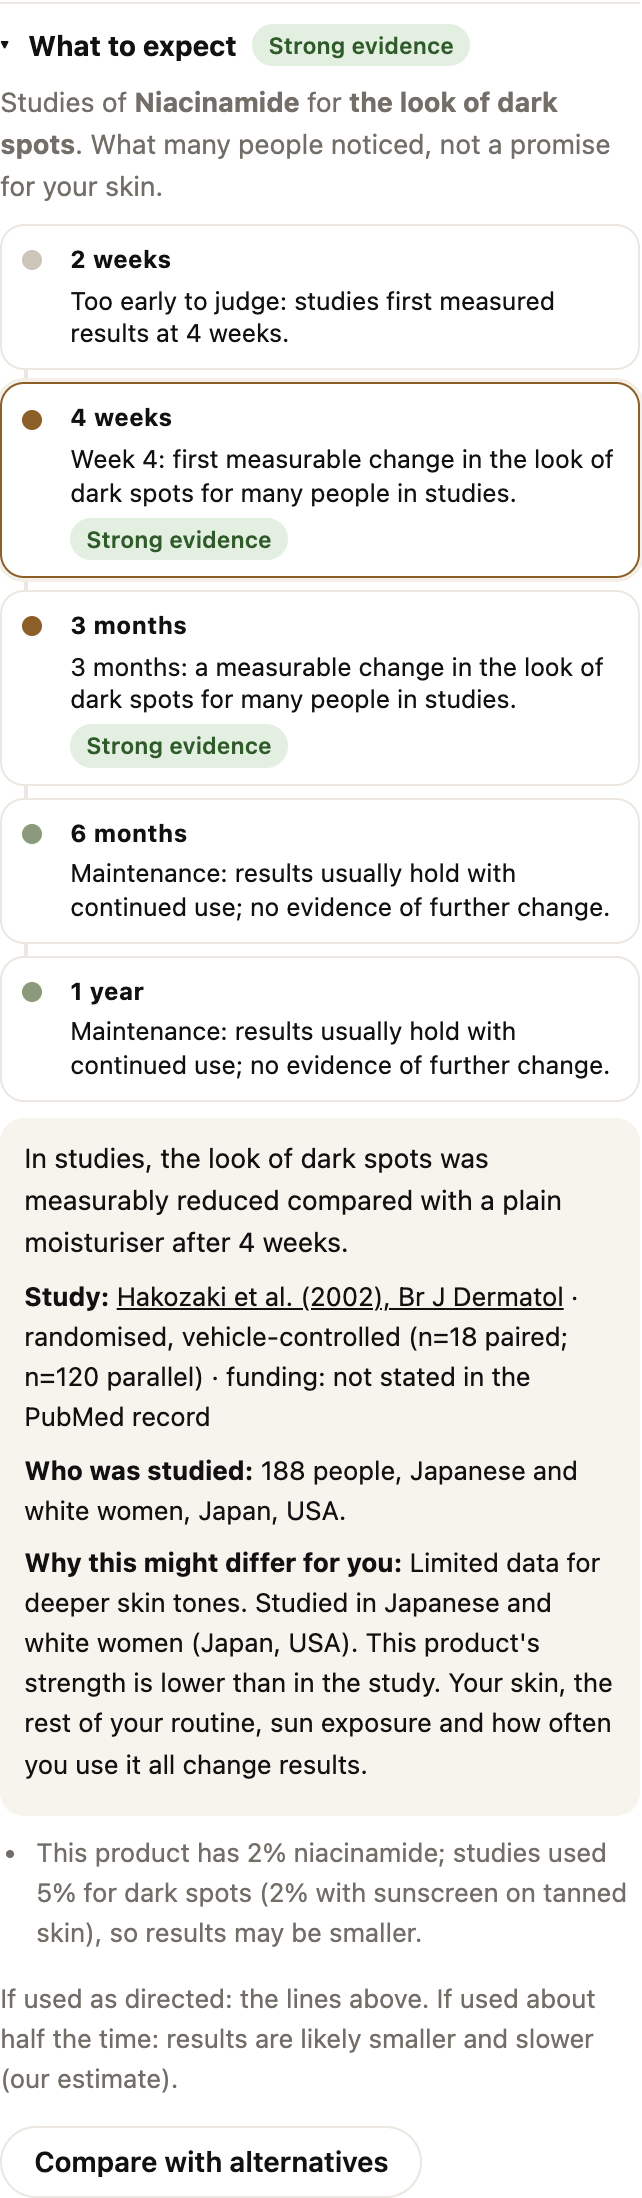 What to expect Strong evidence
Studies of Niacinamide for the look of dark
spots. What many people noticed, not a promise
for your skin.
2 weeks
Too early to judge: studies first measured
results at 4 weeks.
4 weeks
Week 4: first measurable change in the look of
dark spots for many people in studies.
Strong evidence
3 months
3 months: a measurable change in the look of
dark spots for many people in studies.
Strong evidence
6 months
Maintenance: results usually hold with
continued use; no evidence of further change.
1 year
Maintenance: results usually hold with
continued use; no evidence of further change.
In studies, the look of dark spots was
measurably reduced compared with a plain
moisturiser after 4 weeks.
Study: Hakozaki et al. (2002), Br J Dermatol ·
randomised, vehicle-controlled (n=18 paired;
n=120 parallel) · funding: not stated in the
PubMed record
Who was studied: 188 people, Japanese and
white women, Japan, USA.
Why this might differ for you: Limited data for
deeper skin tones. Studied in Japanese and
white women (Japan, USA). This product's
strength is lower than in the study. Your skin, the
rest of your routine, sun exposure and how often
you use it all change results.
• This product has 2% niacinamide; studies used
5% for dark spots (2% with sunscreen on tanned
skin), so results may be smaller.
If used as directed: the lines above. If used about
half the time: results are likely smaller and slower
(our estimate).
Compare with alternatives